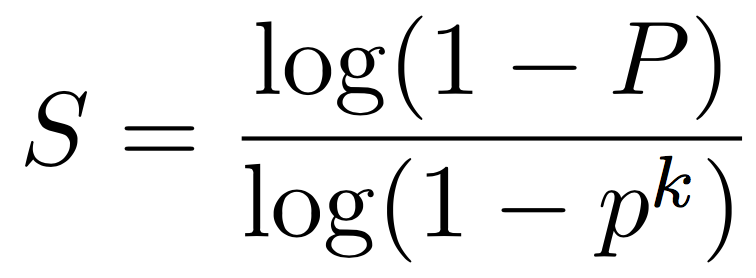 S = log(1 − P) / log(1 − p^k)